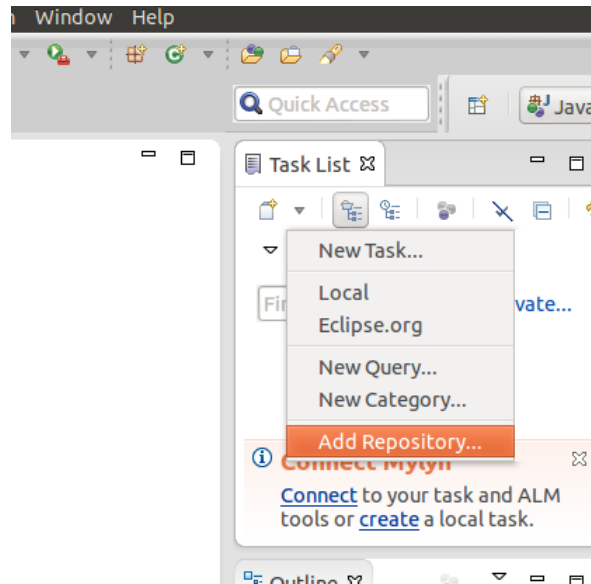 Window Help
Quick Access
Java
Task List
New Task...
Local
Eclipse.org
New Query...
New Category...
Add Repository...
Connect Mylyn
Connect to your task and ALM
tools or create a local task.
Outline